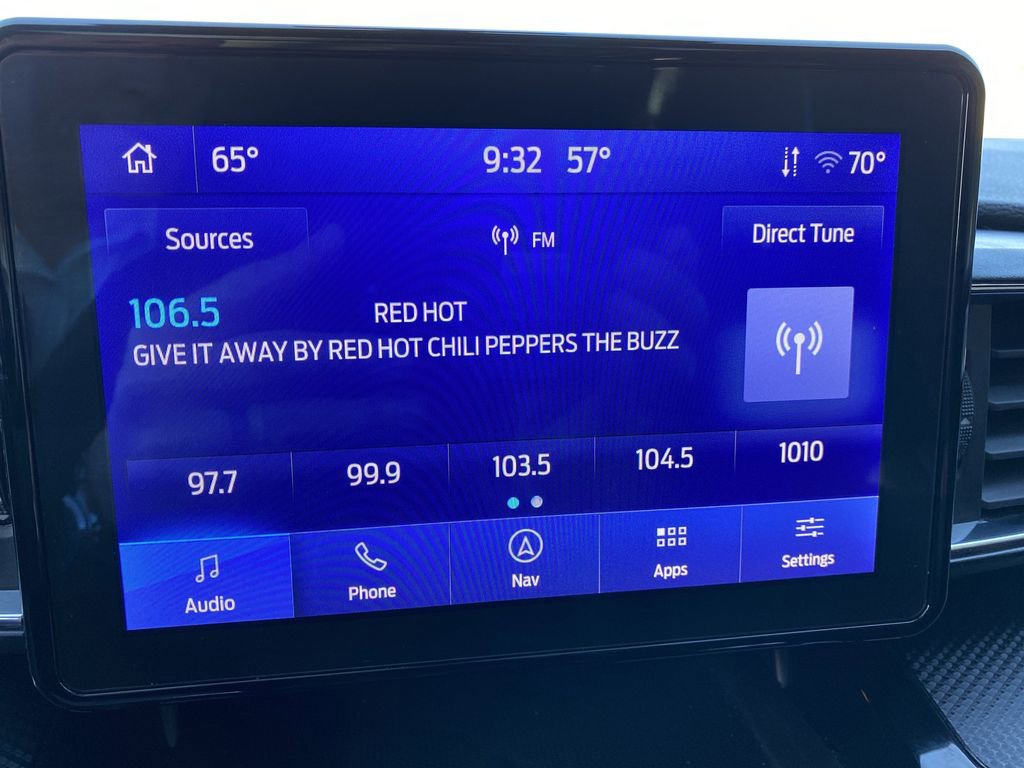 65° 9:32 57° 70°
Sources FM Direct Tune
106.5 RED HOT
GIVE IT AWAY BY RED HOT CHILI PEPPERS THE BUZZ
97.7 99.9 103.5 104.5 1010
Audio Phone Nav Apps Settings